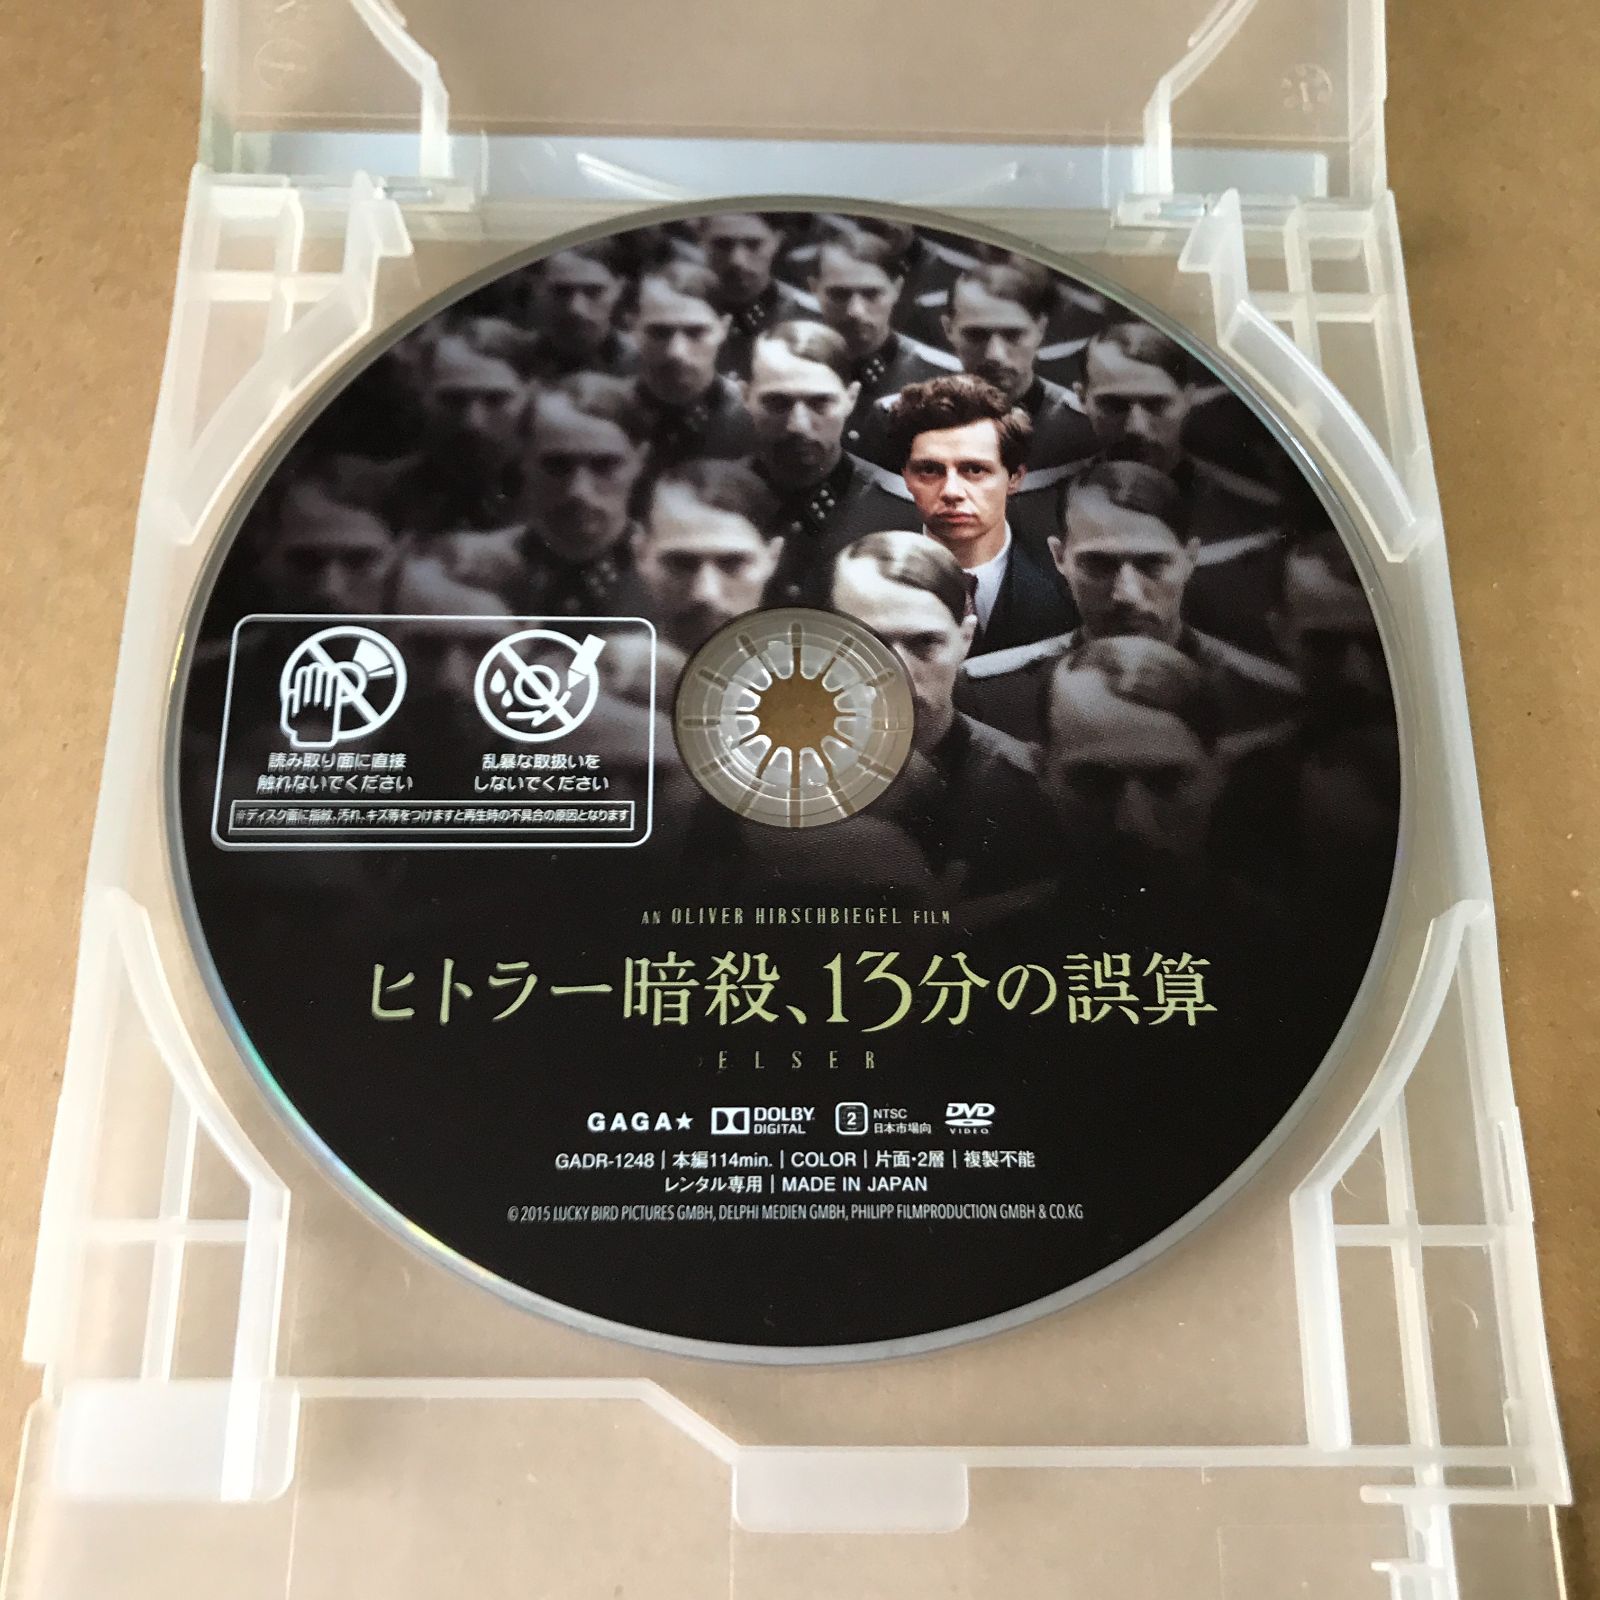 読み取り面に直接
触れないでください
乱暴な取扱いを
しないでください
※ディスク面に指紋、汚れ、キズ等をつけますと再生時の不具合の原因となります
AN OLIVER HIRSCHBIEGEL FILM
ヒトラー暗殺、13分の誤算
ELSER
GAGA★ DOLBY DIGITAL 2 NTSC 日本市場向 DVD VIDEO
GADR-1248 | 本編114min. | COLOR | 片面・2層 | 複製不能
レンタル専用 | MADE IN JAPAN
© 2015 LUCKY BIRD PICTURES GMBH, DELPHI MEDIEN GMBH, PHILIPP FILMPRODUCTION GMBH & CO.KG